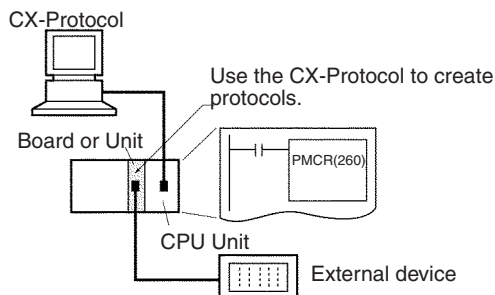 CX-Protocol
Use the CX-Protocol to create
protocols.
Board or Unit
PMCR(260)
CPU Unit
External device